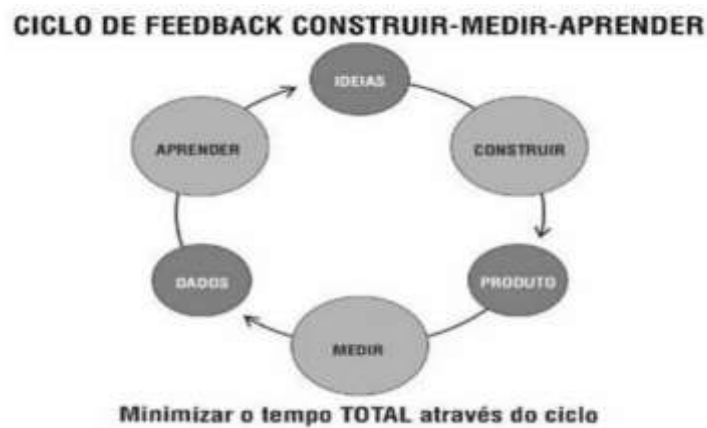 CICLO DE FEEDBACK CONSTRUIR-MEDIR-APRENDER
IDEIAS
APRENDER
CONSTRUIR
DADOS
PRODUTO
MEDIR
Minimizar o tempo TOTAL através do ciclo